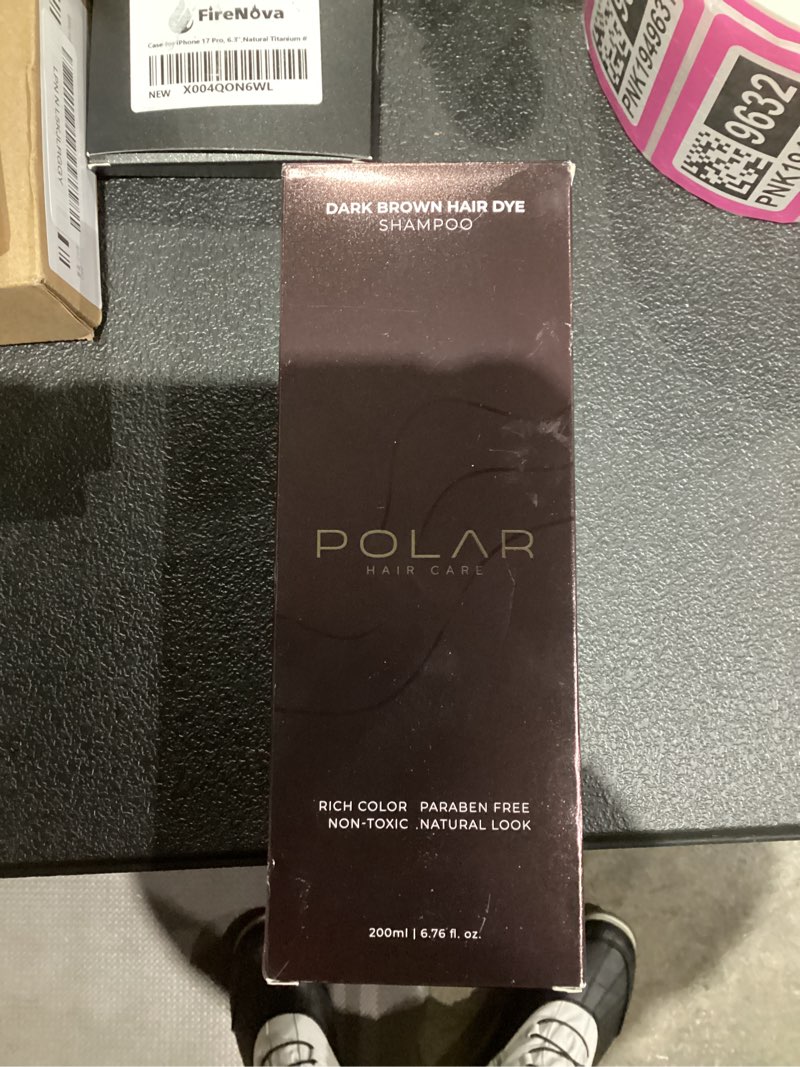 FireNova
Case for iPhone 17 Pro, 6.3" Natural Titanium #
NEW X004QON6WL
9632
DARK BROWN HAIR DYE
SHAMPOO
POLAR
HAIR CARE
RICH COLOR PARABEN FREE
NON-TOXIC .NATURAL LOOK
200ml | 6.76 fl. oz.